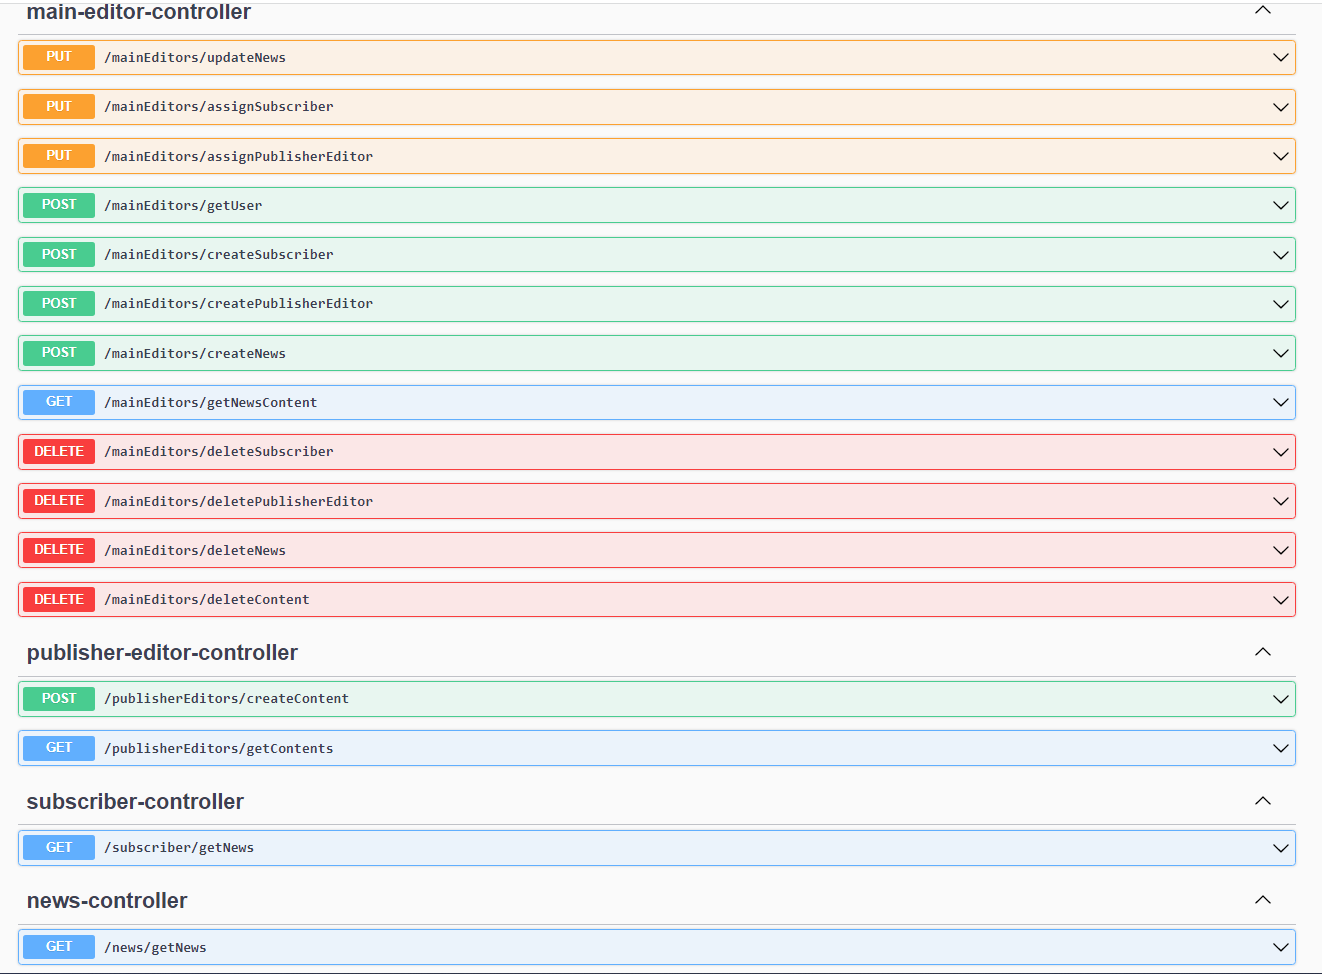 main-editor-controller
PUT /mainEditors/updateNews
PUT /mainEditors/assignSubscriber
PUT /mainEditors/assignPublisherEditor
POST /mainEditors/getUser
POST /mainEditors/createSubscriber
POST /mainEditors/createPublisherEditor
POST /mainEditors/createNews
GET /mainEditors/getNewsContent
DELETE /mainEditors/deleteSubscriber
DELETE /mainEditors/deletePublisherEditor
DELETE /mainEditors/deleteNews
DELETE /mainEditors/deleteContent
publisher-editor-controller
POST /publisherEditors/createContent
GET /publisherEditors/getContents
subscriber-controller
GET /subscriber/getNews
news-controller
GET /news/getNews